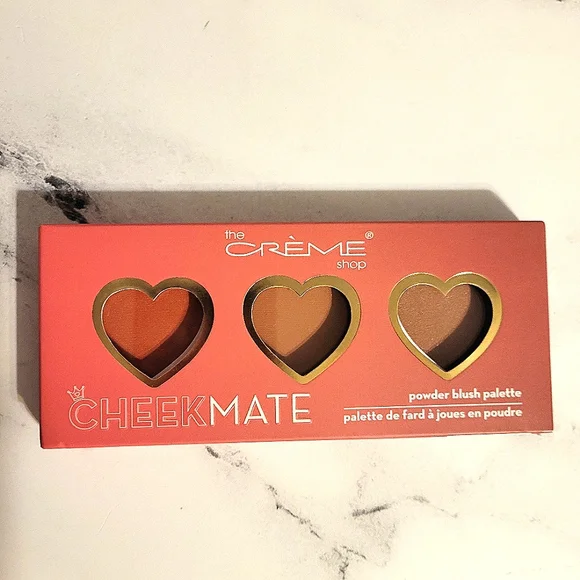 the
CRÈME®
shop
CHEEKMATE
powder blush palette
palette de fard à joues en poudre